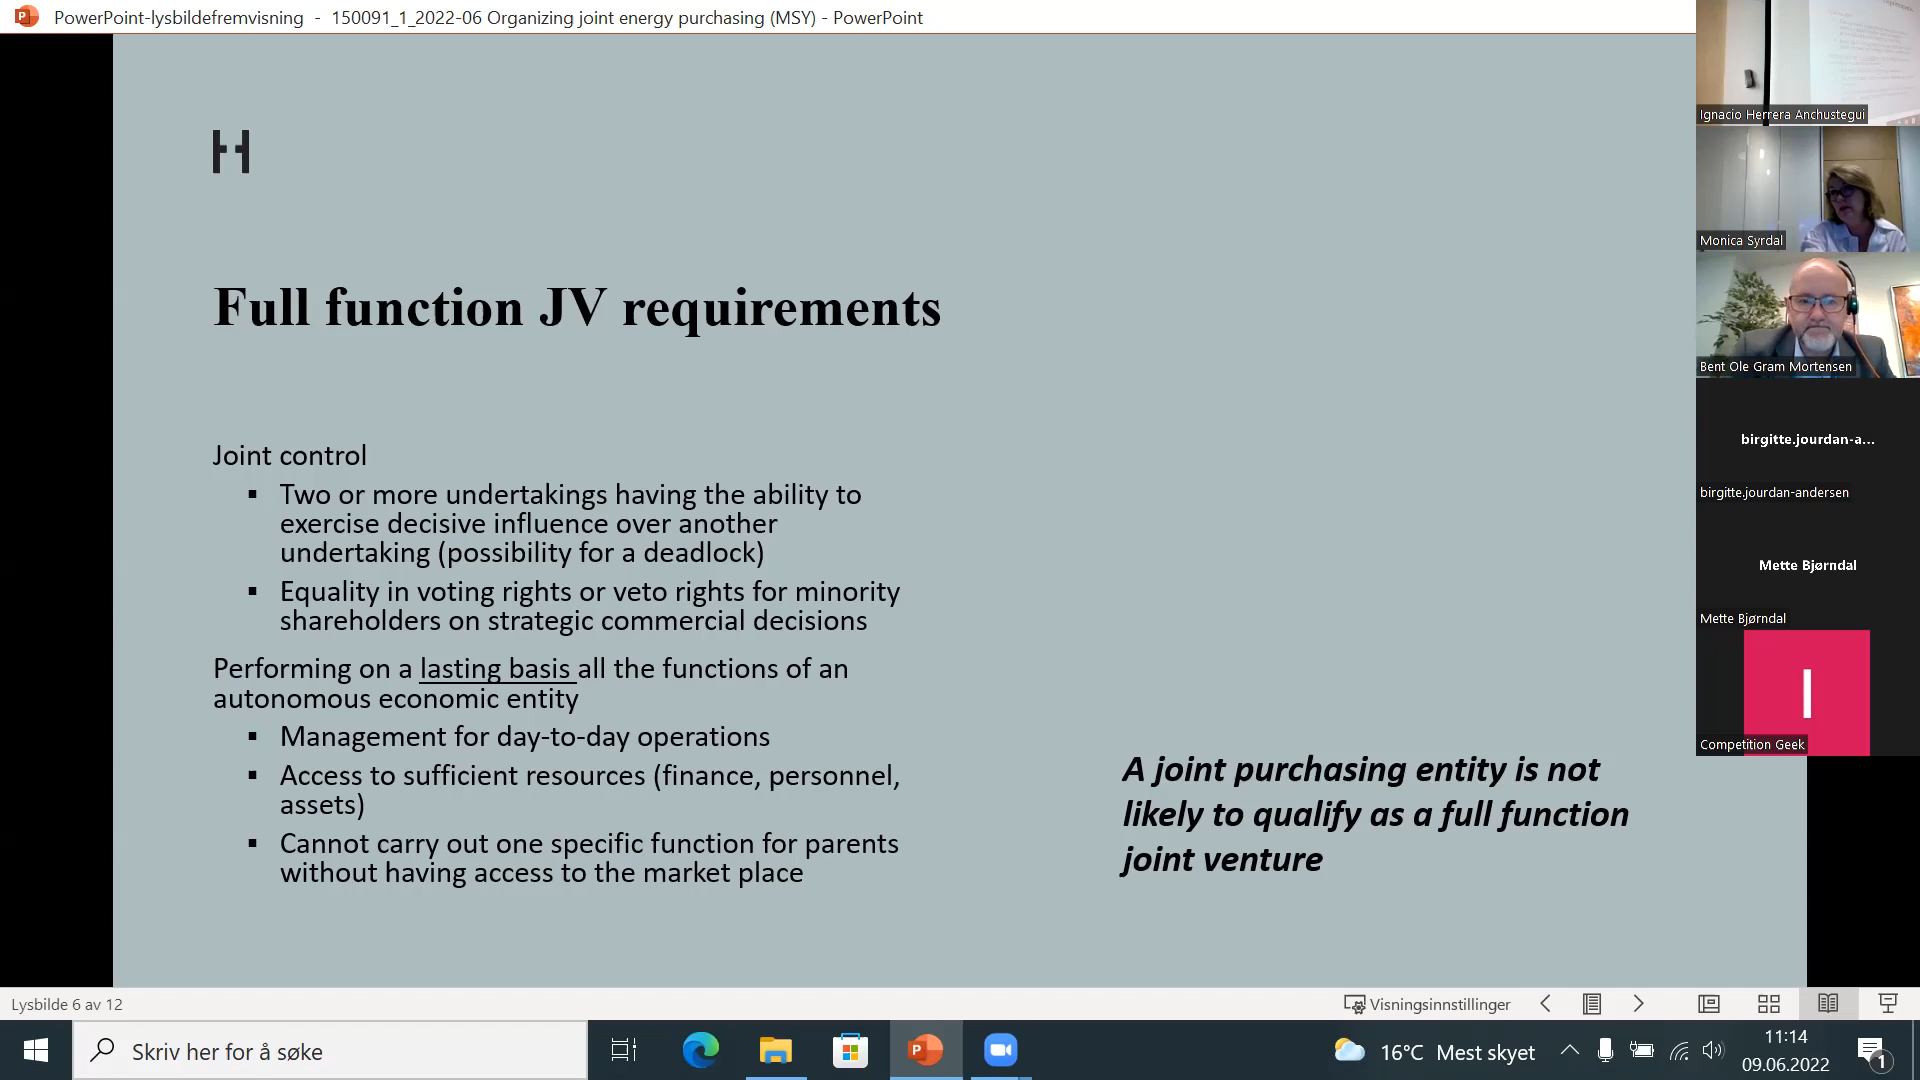 PowerPoint-lysbildefremvisning - 150091_1_2022-06 Organizing joint energy purchasing (MSY) - PowerPoint
Full function JV requirements
Joint control
▪ Two or more undertakings having the ability to
exercise decisive influence over another
undertaking (possibility for a deadlock)
▪ Equality in voting rights or veto rights for minority
shareholders on strategic commercial decisions
Performing on a lasting basis all the functions of an
autonomous economic entity
▪ Management for day-to-day operations
▪ Access to sufficient resources (finance, personnel,
assets)
▪ Cannot carry out one specific function for parents
without having access to the market place
A joint purchasing entity is not
likely to qualify as a full function
joint venture
Ignacio Herrera Anchustegui
Monica Syrdal
Bent Ole Gram Mortensen
birgitte.jourdan-a...
birgitte.jourdan-andersen
Mette Bjørndal
Mette Bjørndal
I
Competition Geek
Lysbilde 6 av 12
Visningsinnstillinger
Skriv her for å søke
16°C Mest skyet
11:14
09.06.2022
1